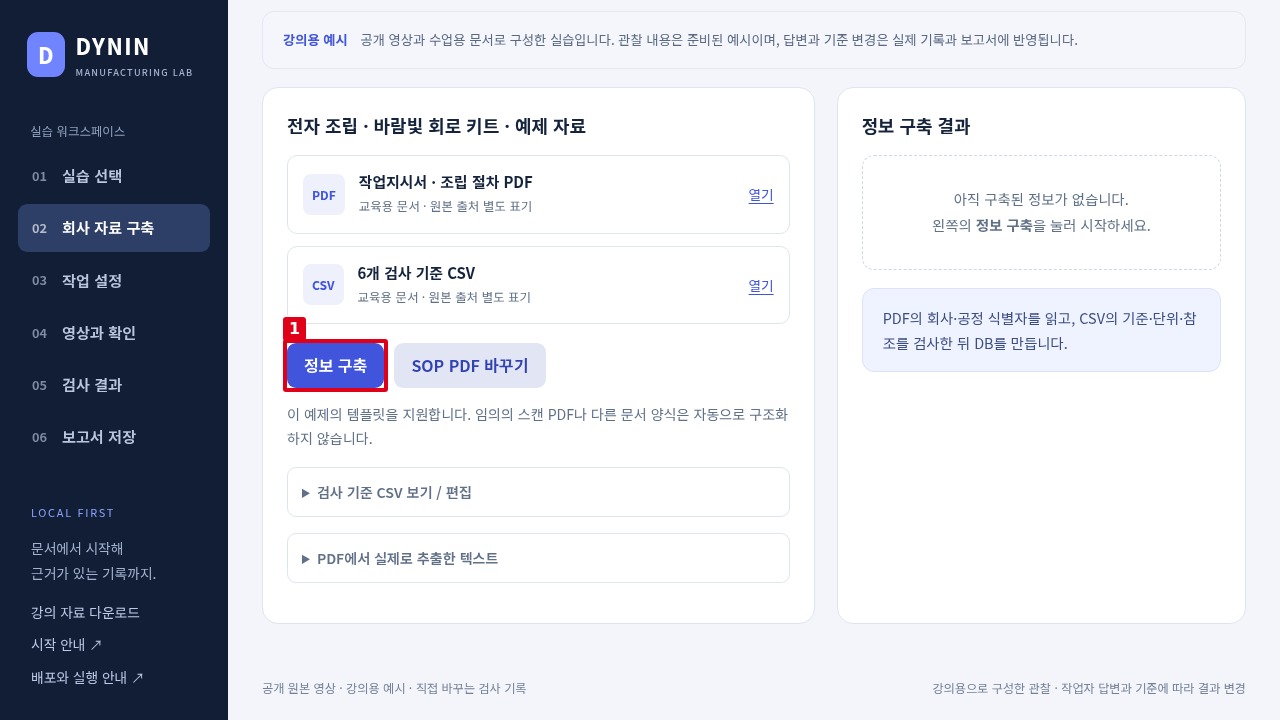 D
DYNIN
MANUFACTURING LAB
실습 워크스페이스
01 실습 선택
02 회사 자료 구축
03 작업 설정
04 영상과 확인
05 검사 결과
06 보고서 저장
LOCAL FIRST
문서에서 시작해
근거가 있는 기록까지.
강의 자료 다운로드
시작 안내 ↗
배포와 실행 안내 ↗
강의용 예시 공개 영상과 수업용 문서로 구성한 실습입니다. 관찰 내용은 준비된 예시이며, 답변과 기준 변경은 실제 기록과 보고서에 반영됩니다.
전자 조립 · 바람빛 회로 키트 · 예제 자료
PDF
작업지시서 · 조립 절차 PDF
교육용 문서 · 원본 출처 별도 표기
열기
CSV
6개 검사 기준 CSV
교육용 문서 · 원본 출처 별도 표기
열기
1
정보 구축
SOP PDF 바꾸기
이 예제의 템플릿을 지원합니다. 임의의 스캔 PDF나 다른 문서 양식은 자동으로 구조화
하지 않습니다.
▶ 검사 기준 CSV 보기 / 편집
▶ PDF에서 실제로 추출한 텍스트
정보 구축 결과
아직 구축된 정보가 없습니다.
왼쪽의 정보 구축을 눌러 시작하세요.
PDF의 회사·공정 식별자를 읽고, CSV의 기준·단위·참
조를 검사한 뒤 DB를 만듭니다.
공개 원본 영상 · 강의용 예시 · 직접 바꾸는 검사 기록
강의용으로 구성한 관찰 · 작업자 답변과 기준에 따라 결과 변경